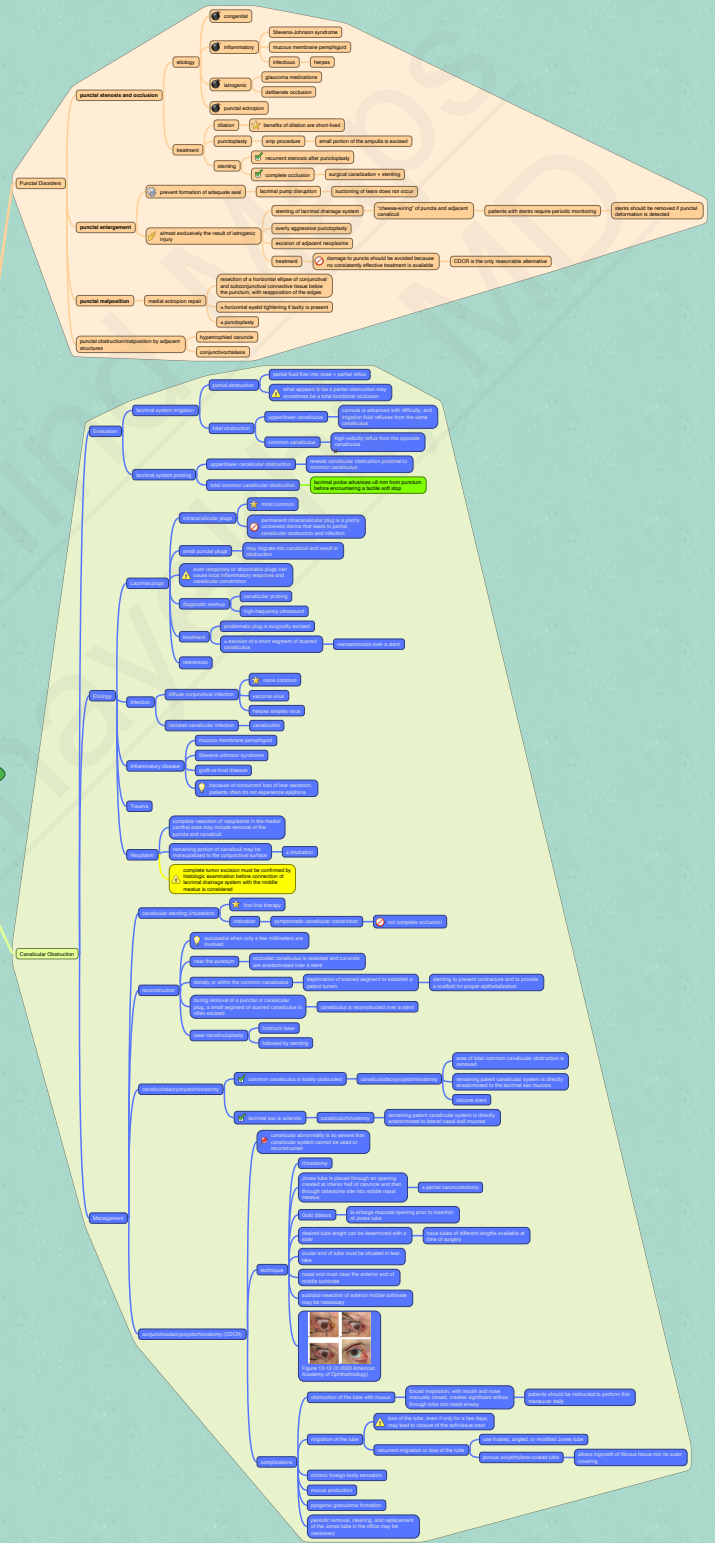 Punctal Disorders
punctal stenosis and occlusion
etiology
congenital
inflammatory
Stevens-Johnson syndrome
mucous membrane pemphigoid
infectious
herpes
iatrogenic
glaucoma medications
deliberate occlusion
punctal ectropion
treatment
dilation
benefits of dilation are short-lived
punctoplasty
snip procedure
small portion of the ampulla is excised
stenting
recurrent stenosis after punctoplasty
complete occlusion
surgical canalization + stenting
punctal enlargement
prevent formation of adequate seal
lacrimal pump disruption
suctioning of tears does not occur
almost exclusively the result of iatrogenic
injury
stenting of lacrimal drainage system
"cheese-wiring" of puncta and adjacent
canaliculi
patients with stents require periodic monitoring
stents should be removed if punctal
deformation is detected
overly aggressive punctoplasty
excision of adjacent neoplasms
treatment
damage to puncta should be avoided because
no consistently effective treatment is available
CDCR is the only reasonable alternative
punctal malposition
medial ectropion repair
resection of a horizontal ellipse of conjunctival
and subconjunctival connective tissue below
the punctum, with reapposition of the edges
± horizontal eyelid tightening if laxity is present
± punctoplasty
punctal obstruction/malposition by adjacent
structures
hypertrophied caruncle
conjunctivochalasis
Canalicular Obstruction
Evaluation
lacrimal system irrigation
partial obstruction
partial fluid flow into nose + partial reflux
what appears to be a partial obstruction may
sometimes be a total functional occlusion
total obstruction
upper/lower canaliculus
cannula is advanced with difficulty, and
irrigation fluid refluxes from the same
canaliculus
common canaliculus
high-velocity reflux from the opposite
canaliculus
lacrimal system probing
upper/lower canalicular obstruction
reveals canalicular obstruction proximal to
common canaliculus
total common canalicular obstruction
lacrimal probe advances ≈8 mm from punctum
before encountering a tactile soft stop
Etiology
Lacrimal plugs
intracanalicular plugs
most common
permanent intracanalicular plug is a poorly
conceived device that leads to partial
canalicular obstruction and infection
small punctal plugs
may migrate into canaliculi and result in
obstruction
even temporary or absorbable plugs can
cause local inflammatory response and
canalicular constriction
diagnostic workup
canalicular probing
high-frequency ultrasound
treatment
problematic plug is surgically excised
± excision of a short segment of scarred
canaliculus
reanastomosis over a stent
references
Infection
diffuse conjunctival infection
more common
vaccinia virus
herpes simplex virus
isolated canalicular infection
canaliculitis
Inflammatory disease
mucous membrane pemphigoid
Stevens-Johnson syndrome
graft-vs-host disease
because of concurrent loss of tear secretion,
patients often do not experience epiphora
Trauma
Neoplasm
complete resection of neoplasms in the medial
canthal area may include removal of the
puncta and canaliculi
remaining portion of canaliculi may be
marsupialized to the conjunctival surface
± intubation
complete tumor excision must be confirmed by
histologic examination before connection of
lacrimal drainage system with the middle
meatus is considered
Management
canalicular stenting (intubation)
first-line therapy
indication
symptomatic canalicular constriction
not complete occlusion!
reconstruction
successful when only a few millimeters are
involved
near the punctum
occluded canaliculus is resected and cut ends
are anastomosed over a stent
distally or within the common canaliculus
trephination of scarred segment to establish a
patent lumen
stenting to prevent contracture and to provide
a scaffold for proper epithelialization
during removal of a punctal or canalicular
plug, a small segment of scarred canaliculus is
often excised
canaliculus is reconstructed over a stent
laser canaliculoplasty
holmium laser
followed by stenting
canaliculodacryocystorhinostomy
common canaliculus is totally obstructed
canaliculodacryocystorhinostomy
area of total common canalicular obstruction is
removed
remaining patent canalicular system is directly
anastomosed to the lacrimal sac mucosa
silicone stent
lacrimal sac is sclerotic
canaliculorhinostomy
remaining patent canalicular system is directly
anastomosed to lateral nasal wall mucosa
conjunctivodacryocystorhinostomy (CDCR)
canalicular abnormality is so severe that
canalicular system cannot be used or
reconstructed
technique
rhinostomy
Jones tube is placed through an opening
created at inferior half of caruncle and then
through osteotomy site into middle nasal
meatus
± partial carunculectomy
Gold dilators
to enlarge mucosal opening prior to insertion
of Jones tube
desired tube length can be determined with a
sizer
have tubes of different lengths available at
time of surgery
ocular end of tube must be situated in tear
lake
nasal end must clear the anterior end of
middle turbinate
subtotal resection of anterior middle turbinate
may be necessary
Figure 13-12 (© 2020 American
Academy of Ophthalmology)
complications
obstruction of the tube with mucus
forced inspiration, with mouth and nose
manually closed, creates significant airflow
through tube into nasal airway
patients should be instructed to perform this
maneuver daily
migration of the tube
loss of the tube, even if only for a few days,
may lead to closure of the soft-tissue tract
recurrent migration or loss of the tube
use frosted, angled, or modified Jones tube
porous polyethylene-coated tube
allows ingrowth of fibrous tissue into its outer
covering
chronic foreign-body sensation
mucus production
pyogenic granuloma formation
periodic removal, cleaning, and replacement
of the Jones tube in the office may be
necessary